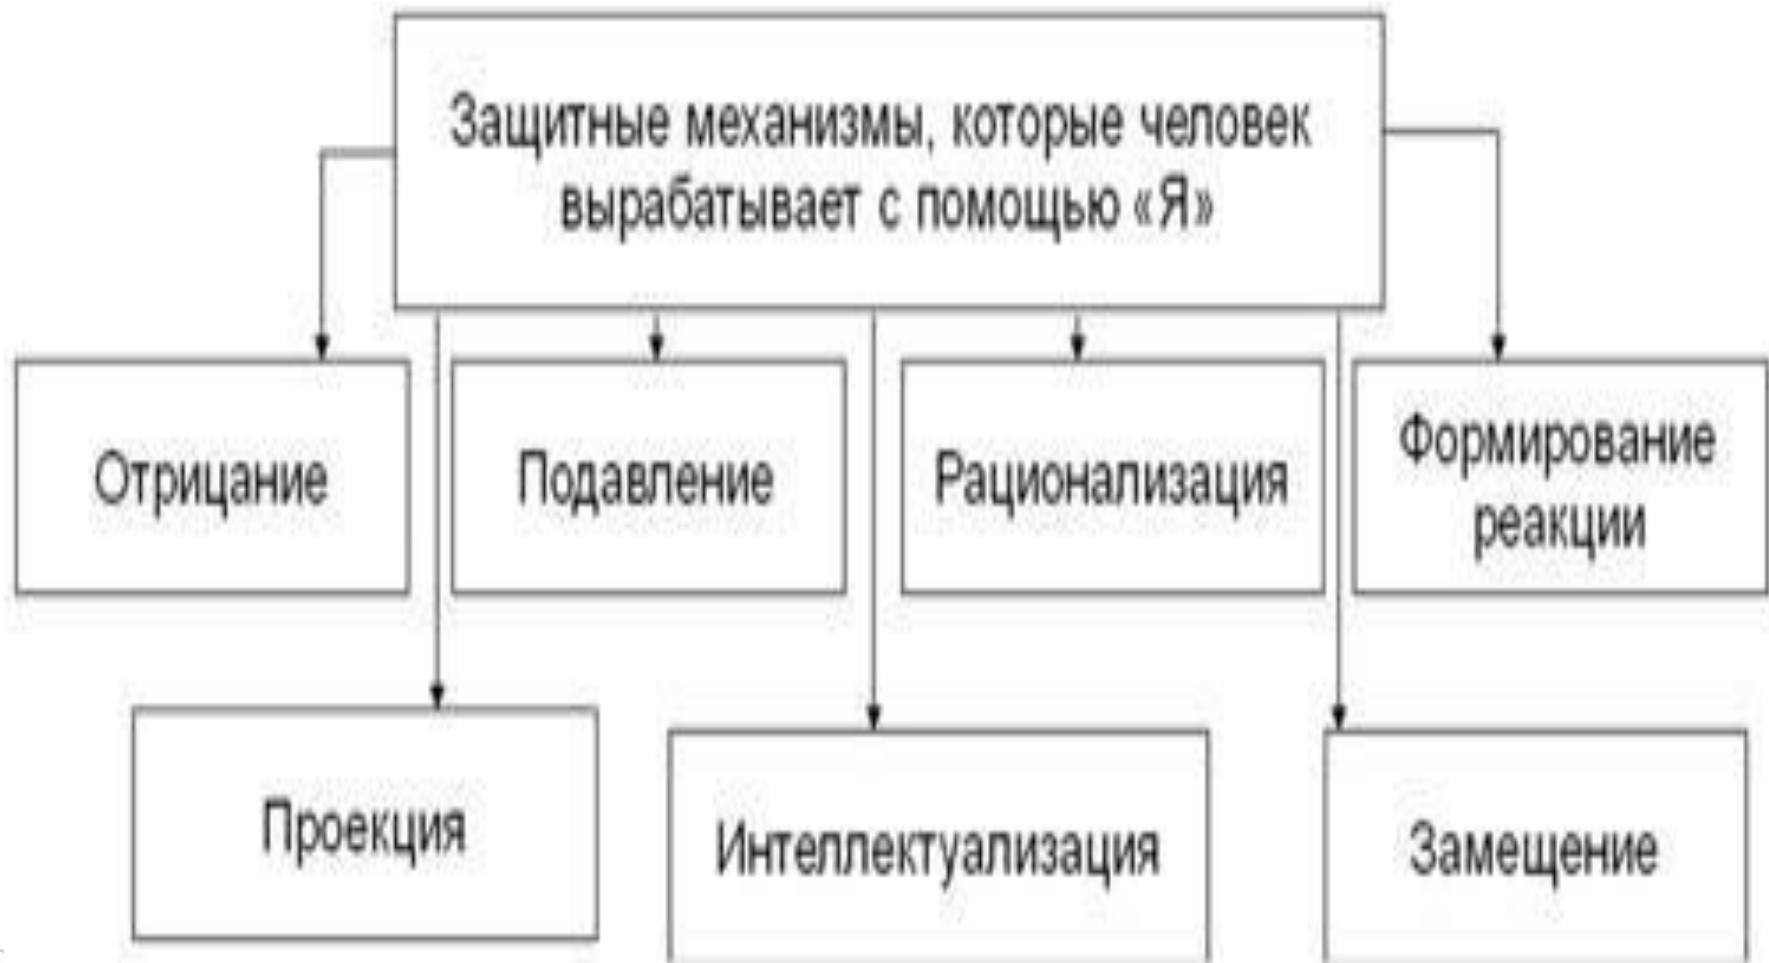 Защитные механизмы, которые человек
вырабатывает с помощью «Я»
Отрицание
Подавление
Рационализация
Формирование
реакции
Проекция
Интеллектуализация
Замещение